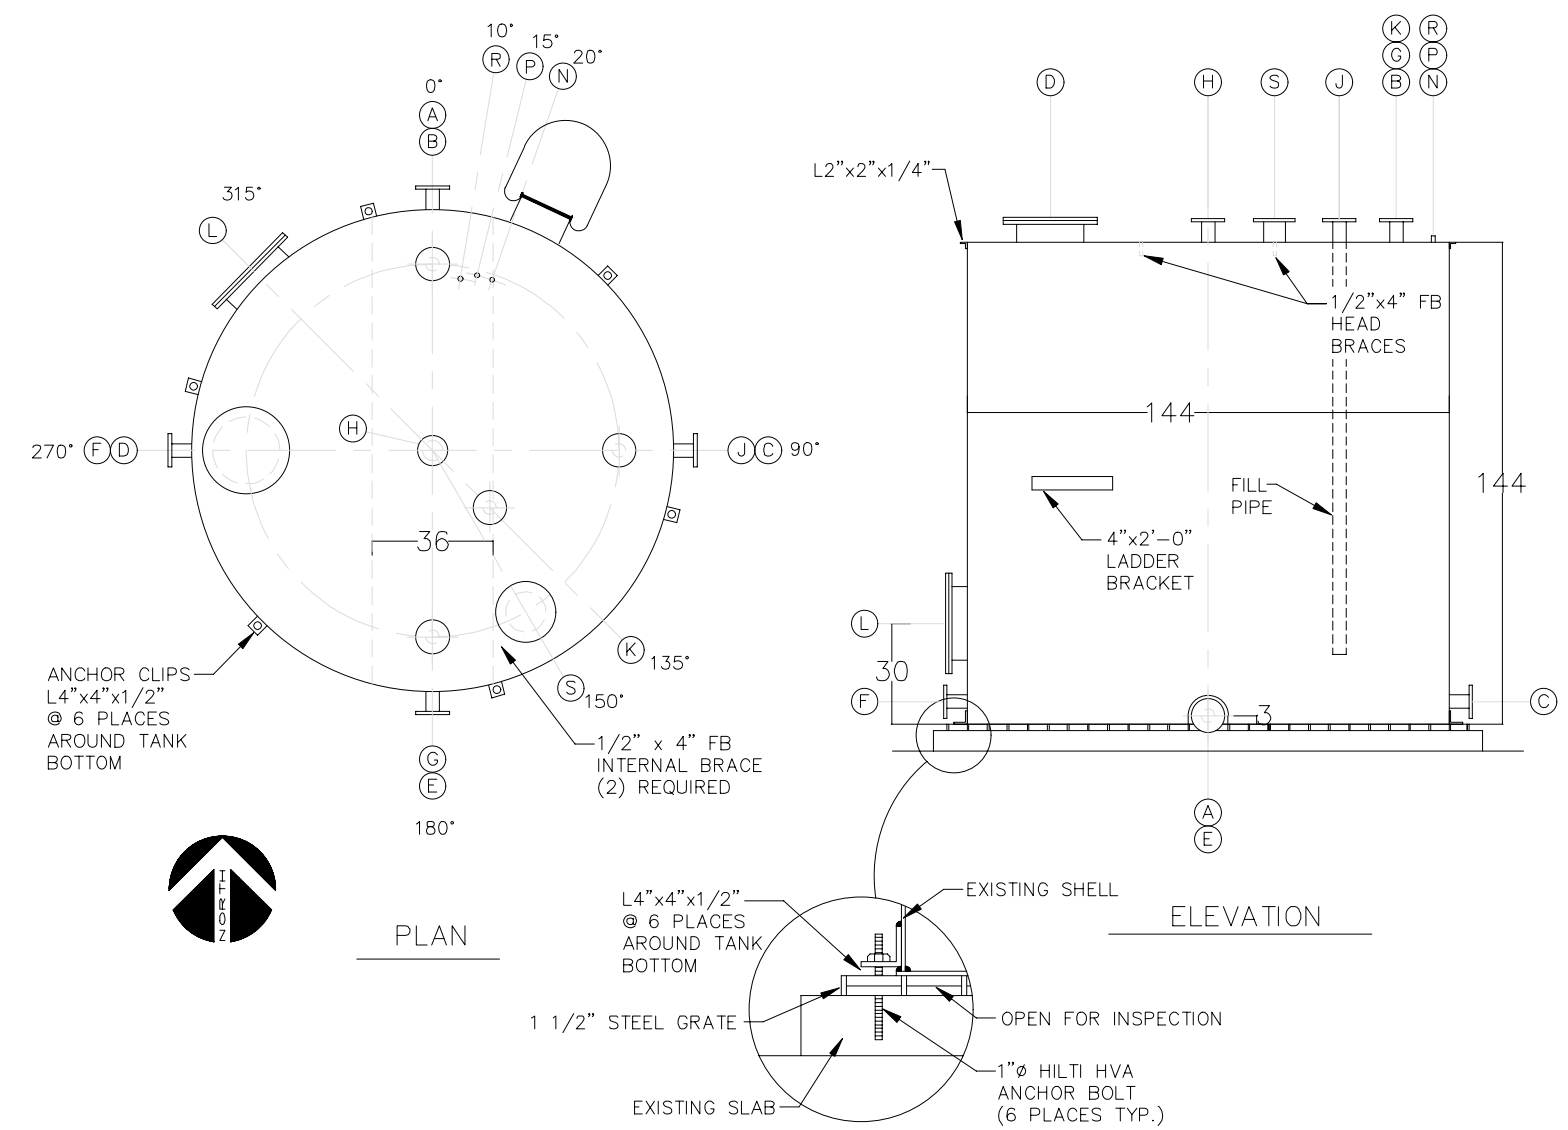 10°
15°
20°
R
P
N
0°
A
B
315°
L
H
270°
F
D
J
C
90°
36
K
135°
S
150°
ANCHOR CLIPS
L4"x4"x1/2"
@ 6 PLACES
AROUND TANK
BOTTOM
1/2" x 4" FB
INTERNAL BRACE
(2) REQUIRED
G
E
180°
NORTH
PLAN
K
R
G
P
D
H
S
J
B
N
L2"x2"x1/4"
1/2"x4" FB
HEAD
BRACES
144
144
FILL
PIPE
4"x2'-0"
LADDER
BRACKET
L
30
F
3
C
A
E
ELEVATION
L4"x4"x1/2"
@ 6 PLACES
AROUND TANK
BOTTOM
EXISTING SHELL
1 1/2" STEEL GRATE
OPEN FOR INSPECTION
1"Ø HILTI HVA
ANCHOR BOLT
(6 PLACES TYP.)
EXISTING SLAB